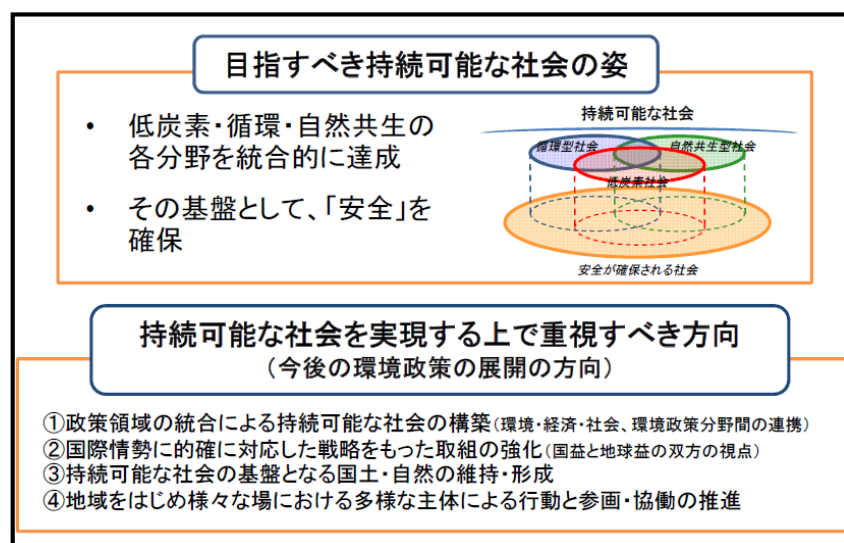 目指すべき持続可能な社会の姿
• 低炭素・循環・自然共生の
各分野を統合的に達成
• その基盤として、「安全」を
確保
持続可能な社会
循環型社会
自然共生型社会
低炭素社会
安全が確保される社会
持続可能な社会を実現する上で重視すべき方向
(今後の環境政策の展開の方向)
①政策領域の統合による持続可能な社会の構築(環境・経済・社会、環境政策分野間の連携)
②国際情勢に的確に対応した戦略をもった取組の強化(国益と地球益の双方の視点)
③持続可能な社会の基盤となる国土・自然の維持・形成
④地域をはじめ様々な場における多様な主体による行動と参画・協働の推進